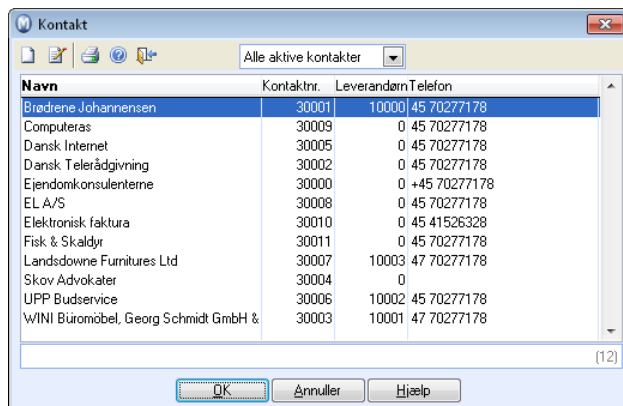 Kontakt
Alle aktive kontakter
Navn Kontaktnr. LeverandørnTelefon
Brødrene Johannensen 30001 10000 45 70277178
Computeras 30009 0 45 70277178
Dansk Internet 30005 0 45 70277178
Dansk Telerådgivning 30002 0 45 70277178
Ejendomkonsulenterne 30000 0 +45 70277178
EL A/S 30008 0 45 70277178
Elektronisk faktura 30010 0 45 41526328
Fisk & Skaldyr 30011 0 45 70277178
Landsdowne Furnitures Ltd 30007 10003 47 70277178
Skov Advokater 30004 0
UPP Budservice 30006 10002 45 70277178
WINI Büromöbel, Georg Schmidt GmbH & 30003 10001 47 70277178
(12)
OK Annuller Hjælp